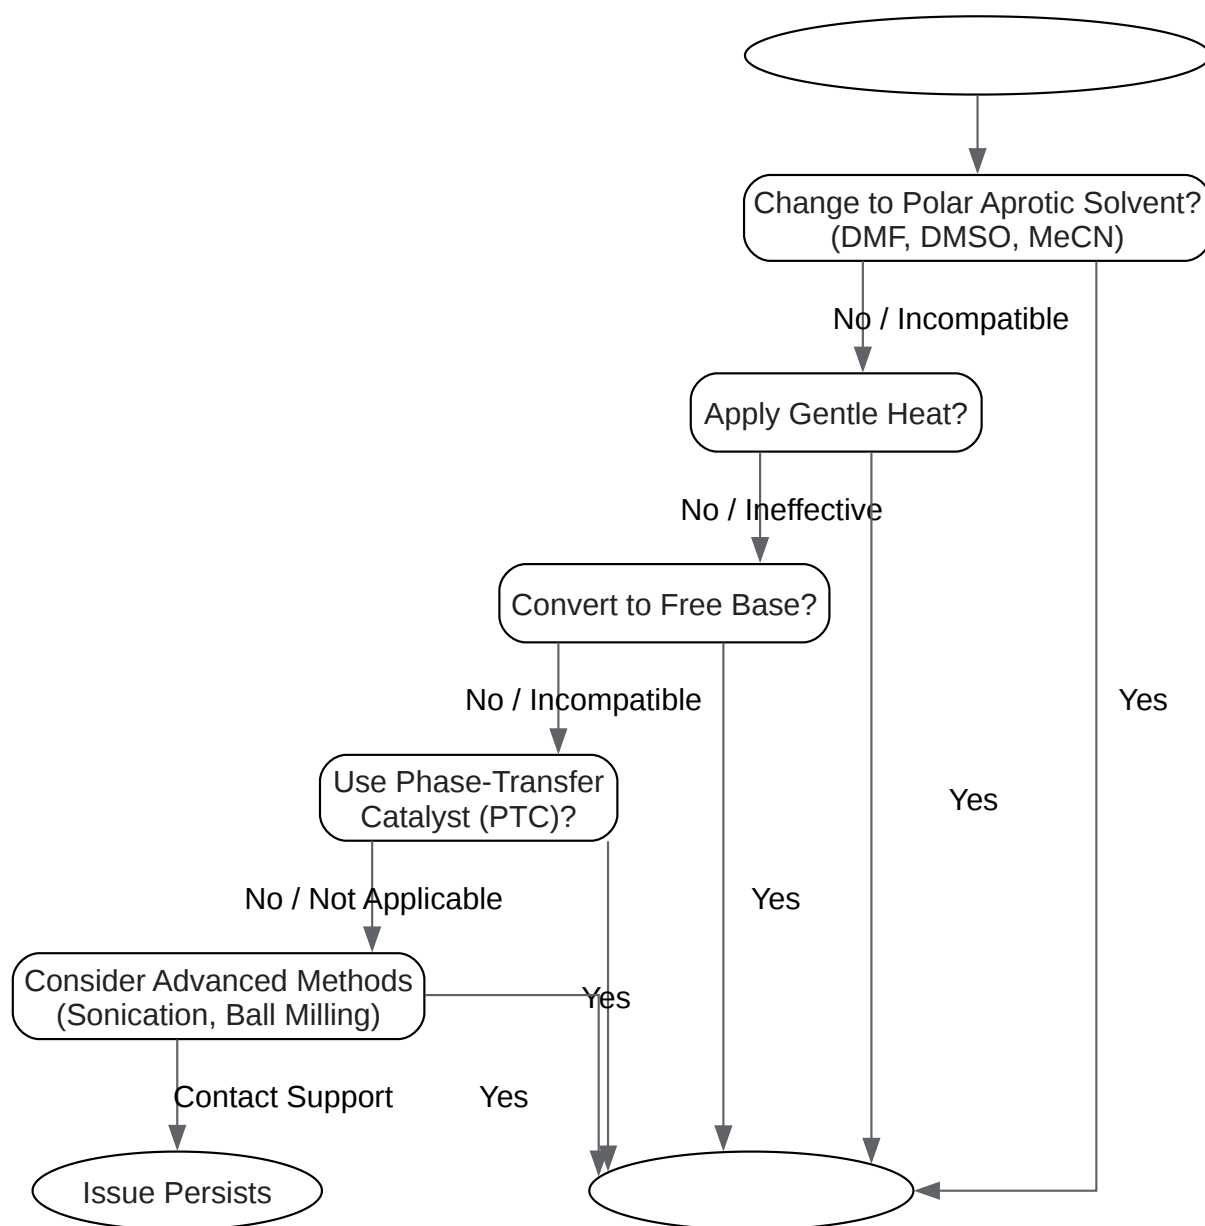 Change to Polar Aprotic Solvent?
(DMF, DMSO, MeCN)
No / Incompatible
Apply Gentle Heat?
No / Ineffective
Convert to Free Base?
No / Incompatible
Yes
Use Phase-Transfer
Catalyst (PTC)?
Yes
No / Not Applicable
Yes
Consider Advanced Methods
(Sonication, Ball Milling)
Yes
Contact Support
Yes
Issue Persists